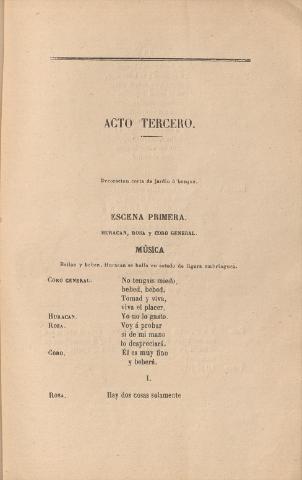 ACTO TERCERO.
Decoracion corta de jardin ó bosque.
ESCENA PRIMERA.
HURACAN, ROSA y CORO GENERAL.
MÚSICA
Bailan y beben. Huracan se halla en estado de ligera embriaguez.
CORO GENERAL. No tengais miedo,
bebed, bebed.
Tomad y viva,
viva el placer.
HURACAN. Yo no lo gusto.
ROSA. Voy á probar
si de mi mano
lo despreciará.
CORO. Él es muy fino
y beberá.
I.
ROSA. Hay dos cosas solamente